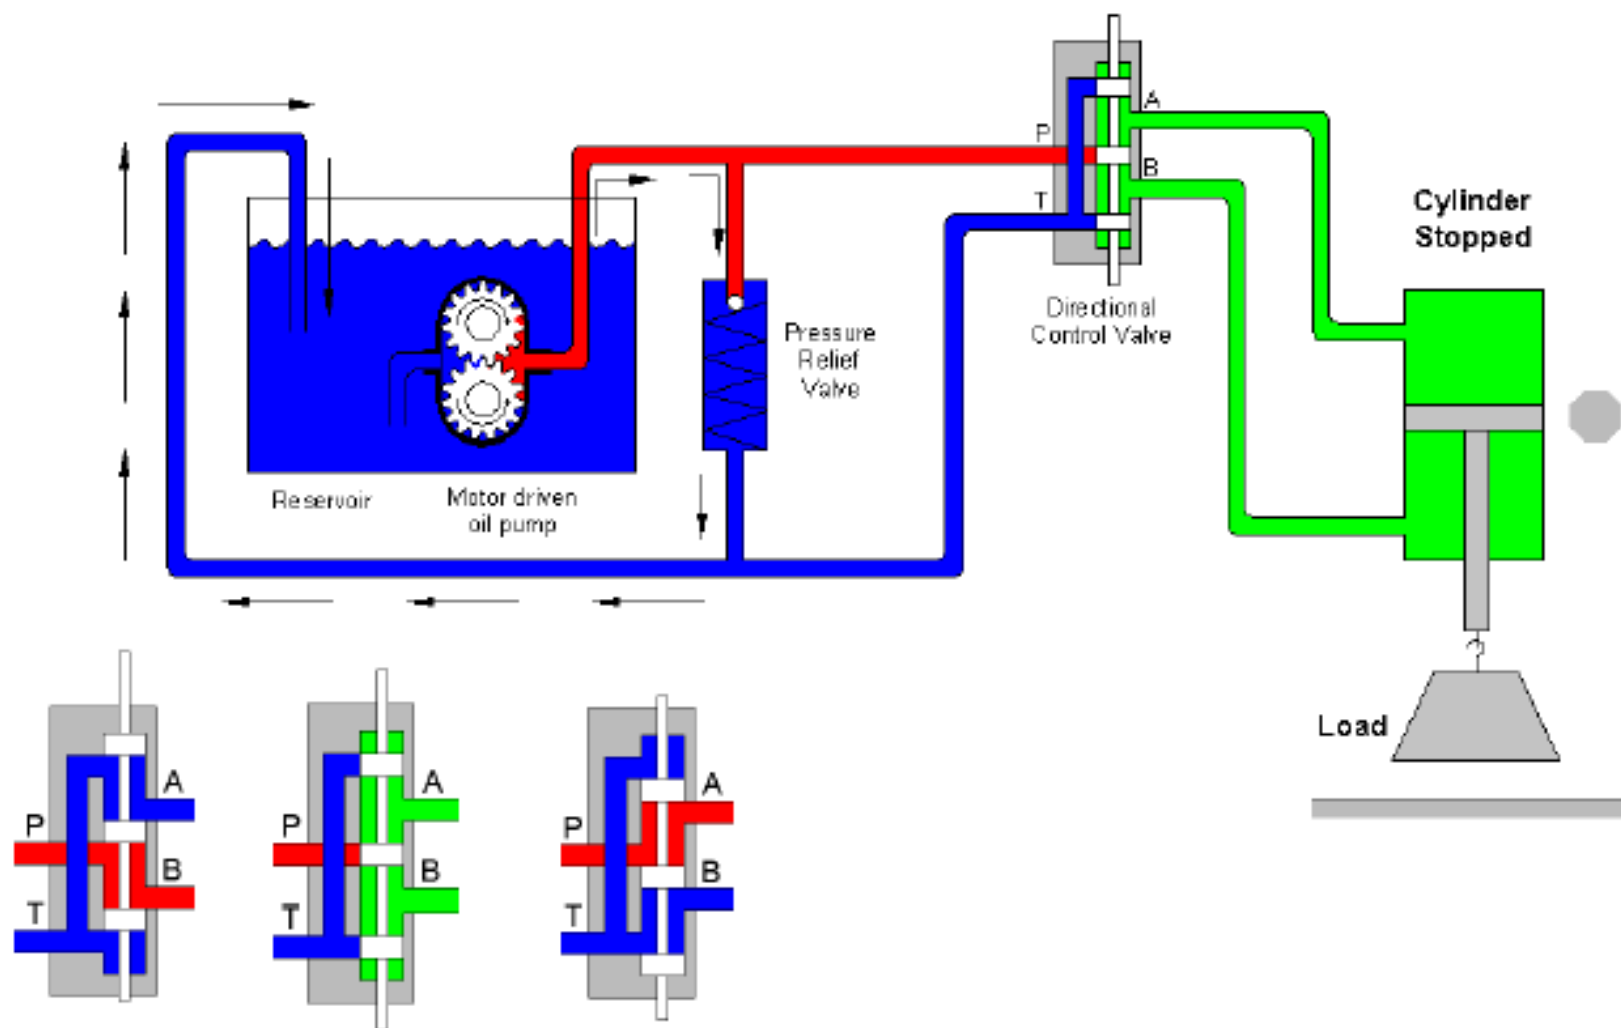 A
P
B
T
Cylinder
Stopped
Directional
Control Valve
Pressure
Relief
Valve
Reservoir
Motor driven
oil pump
Load
A
P
B
T
A
P
B
T
A
P
B
T